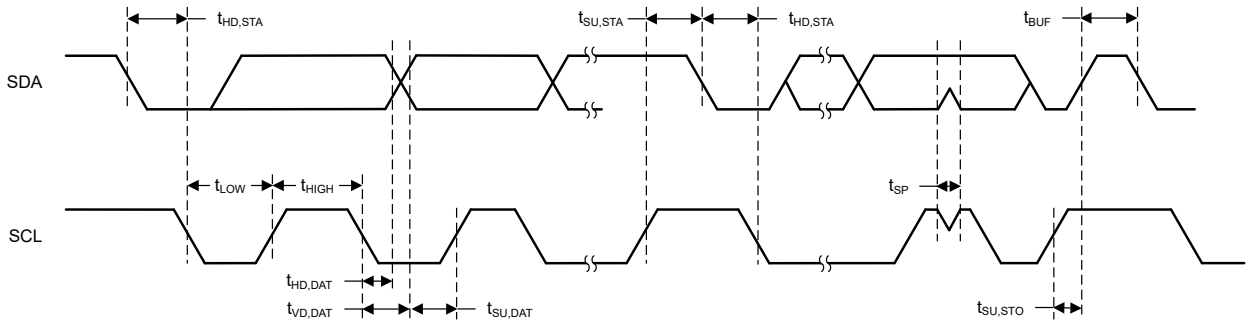 tHD,STA
tSU,STA
tHD,STA
tBUF
SDA
tLOW
tHIGH
tSP
SCL
tHD,DAT
tVD,DAT
tSU,DAT
tSU,STO